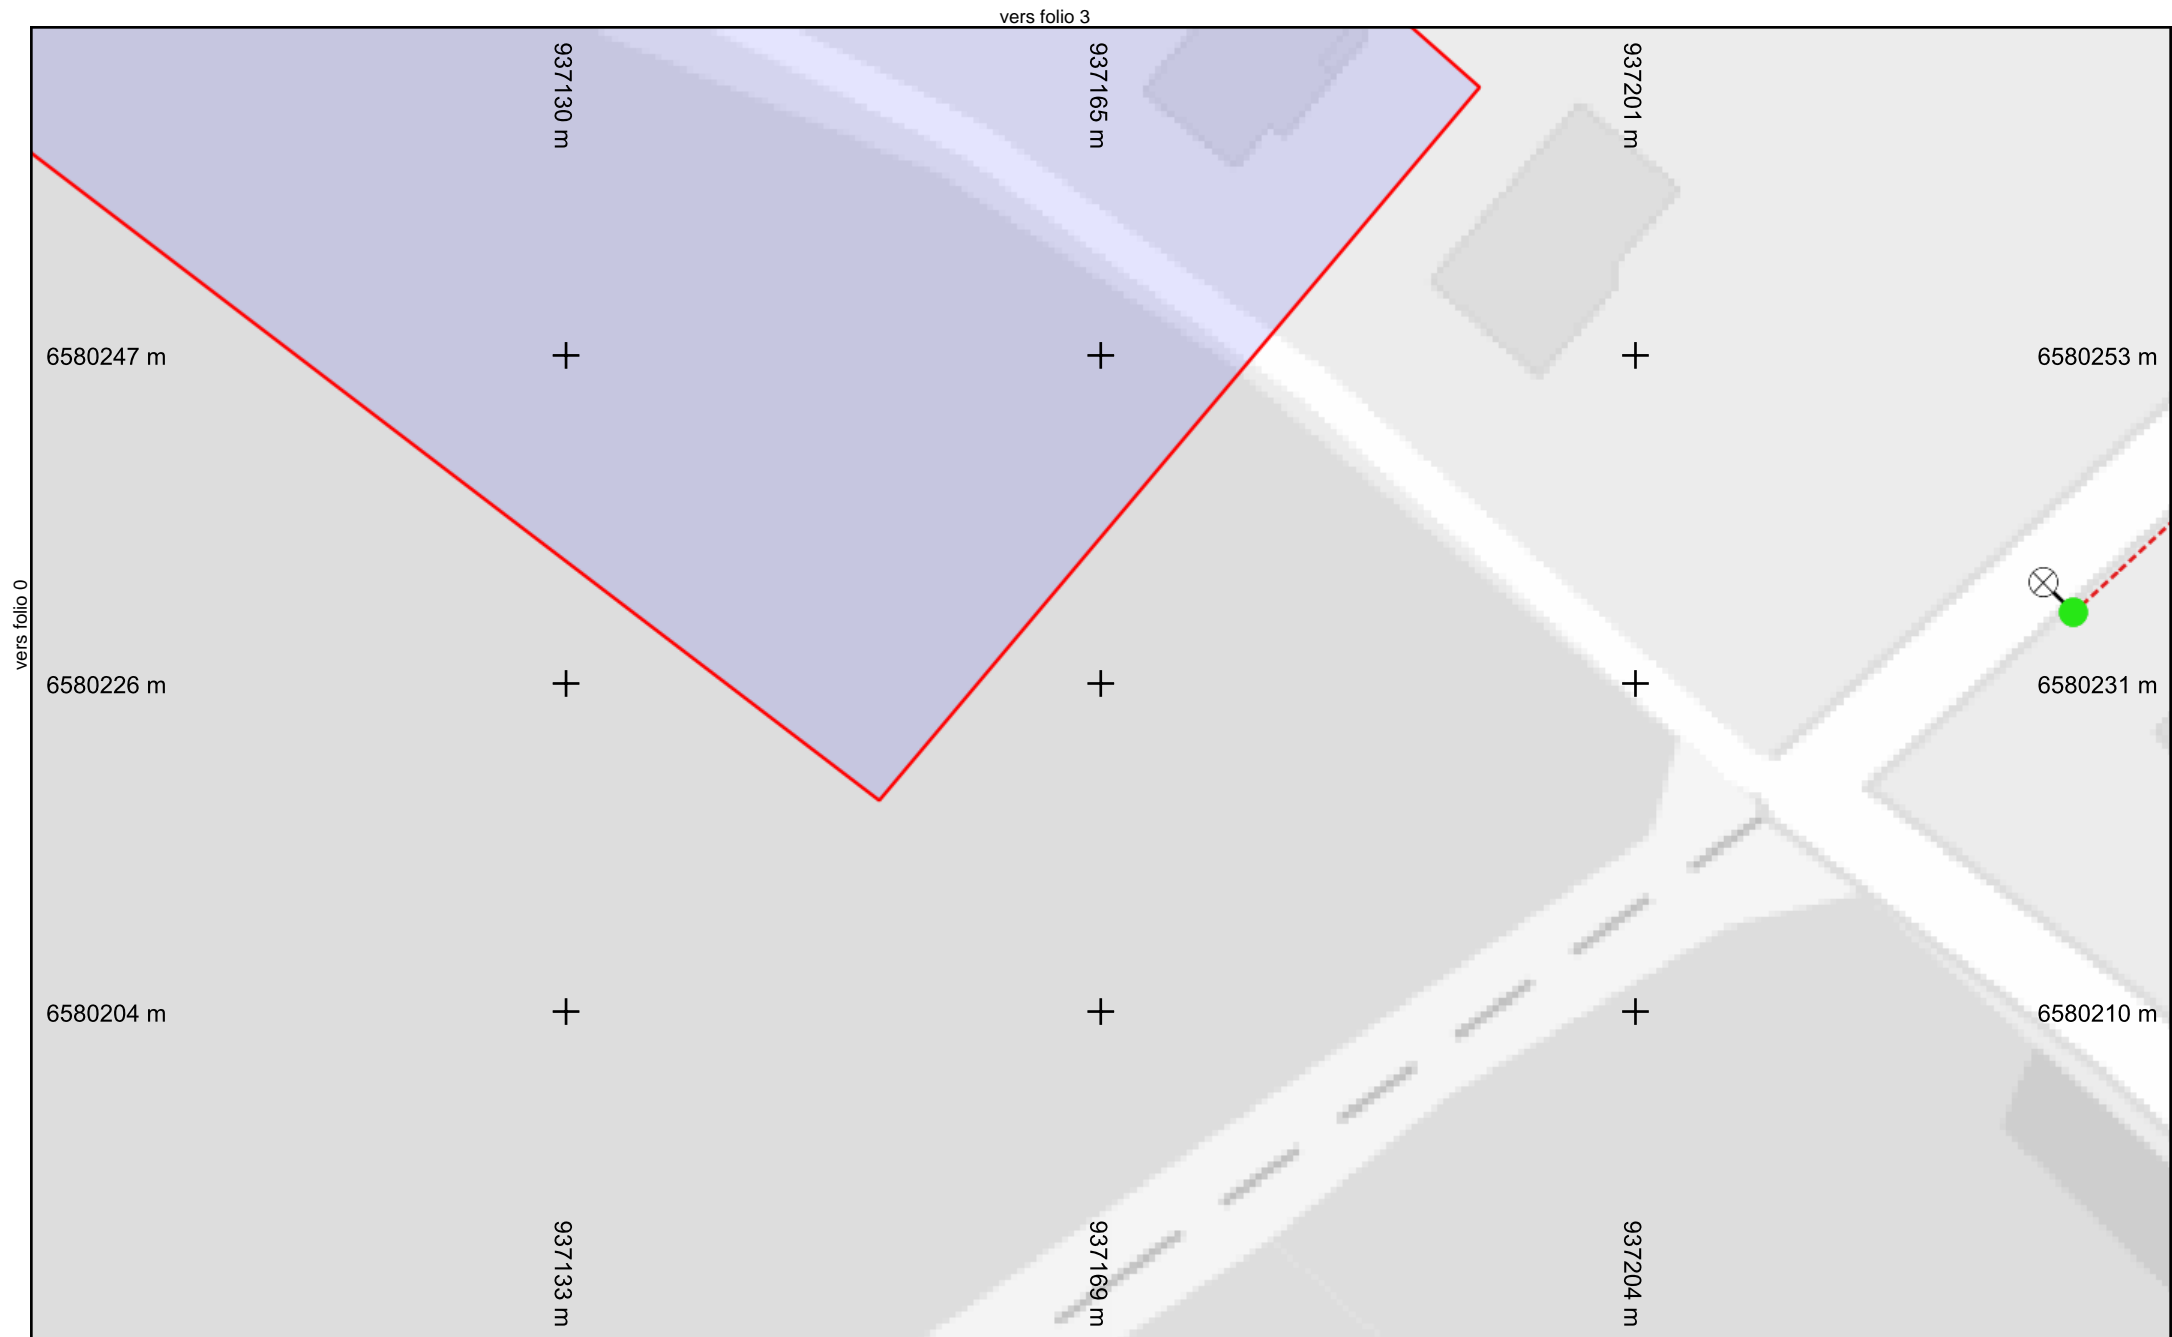 vers folio 3
937130 m
937165 m
937201 m
6580247 m
6580253 m
vers folio 0
6580226 m
6580231 m
6580204 m
6580210 m
937133 m
937169 m
937204 m